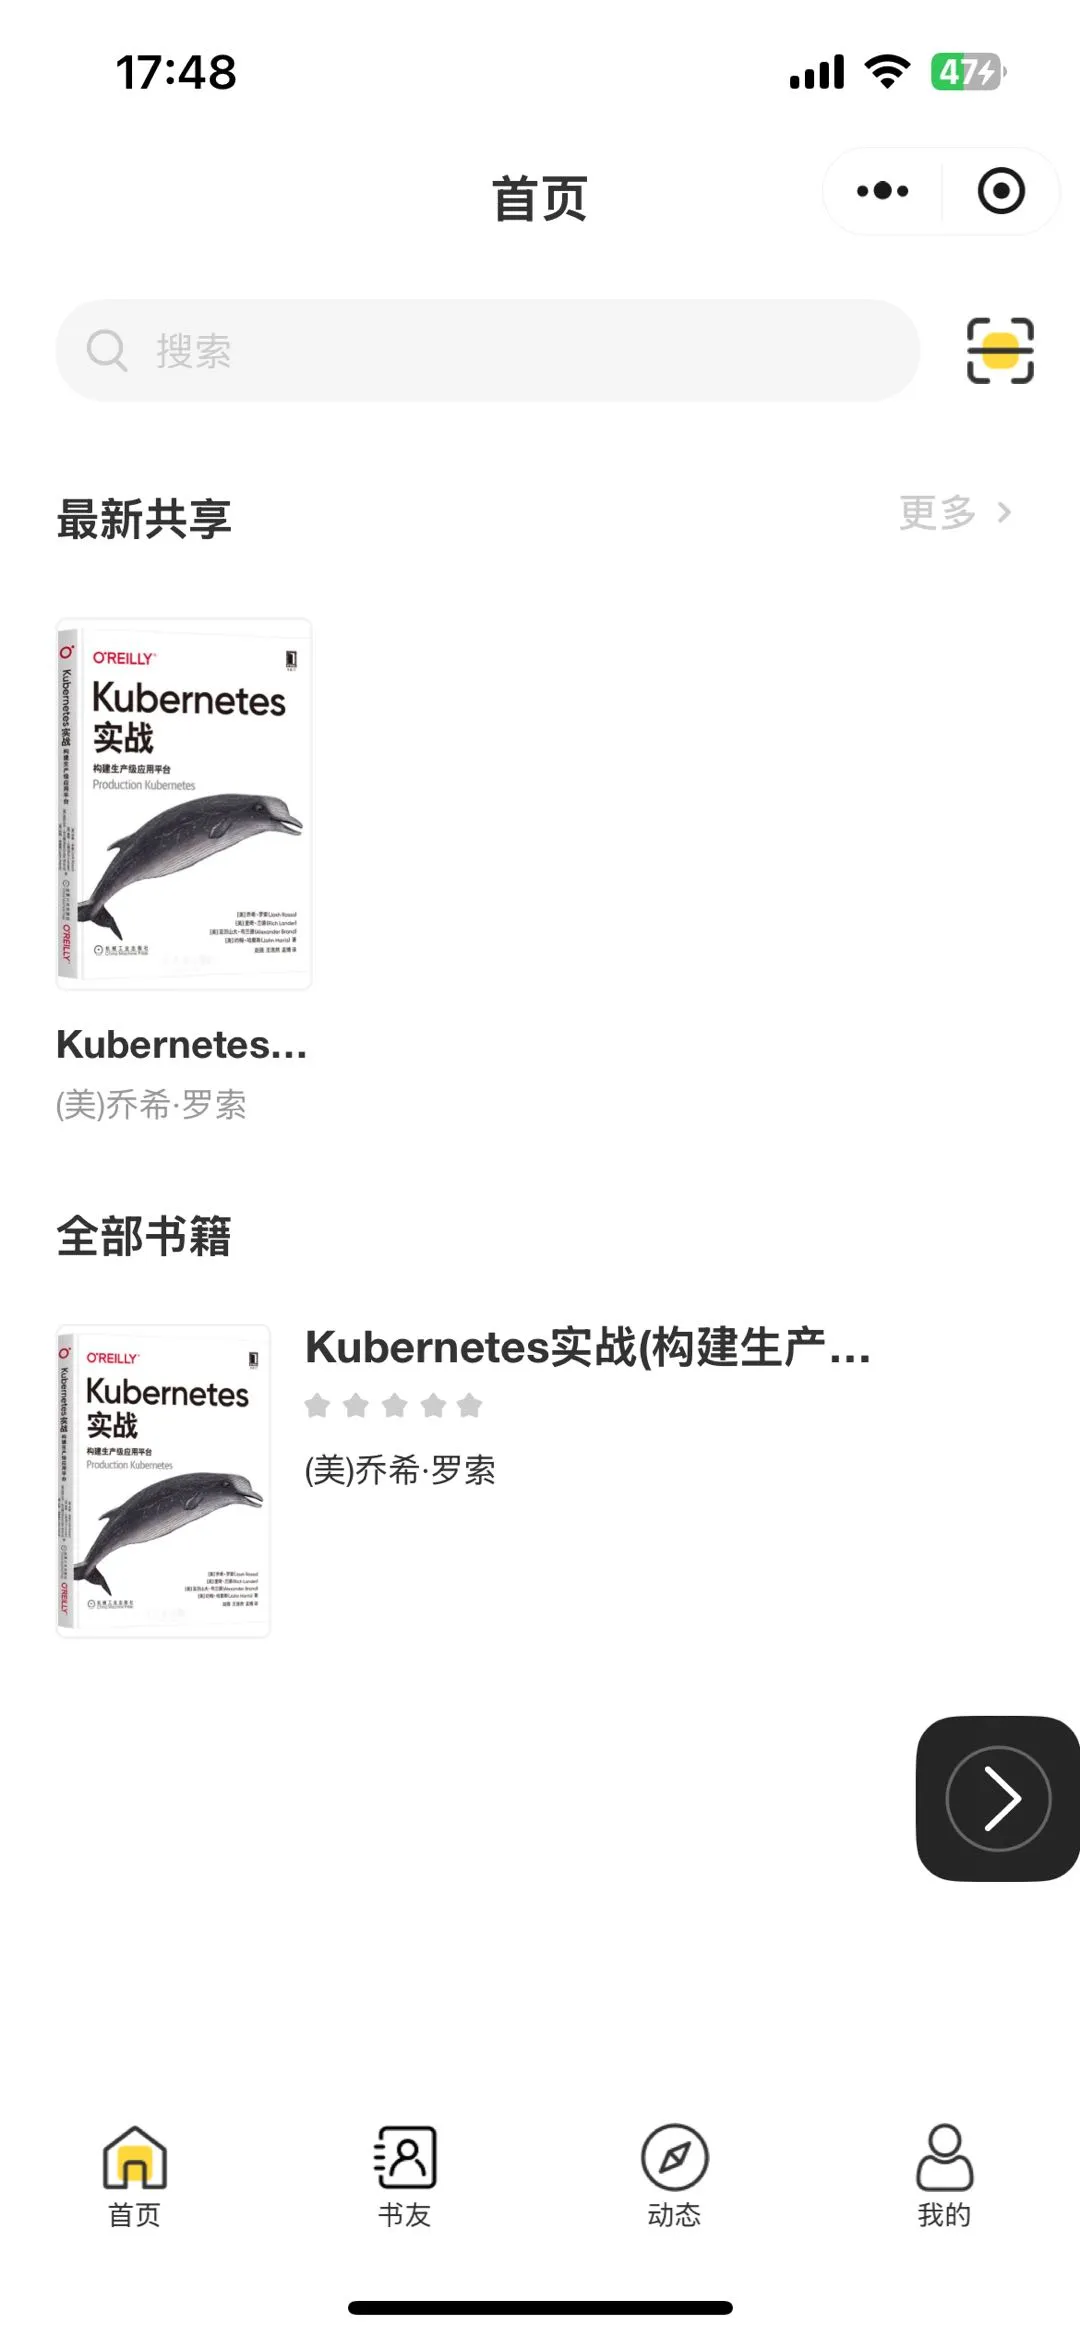 17:48
47
首页
搜索
最新共享
更多
O'REILLY
Kubernetes
实战
构建生产级应用平台
Production Kubernetes
Kubernetes...
(美)乔希·罗索
全部书籍
Kubernetes实战(构建生产...
(美)乔希·罗索
O'REILLY
Kubernetes
实战
构建生产级应用平台
Production Kubernetes
首页
书友
动态
我的